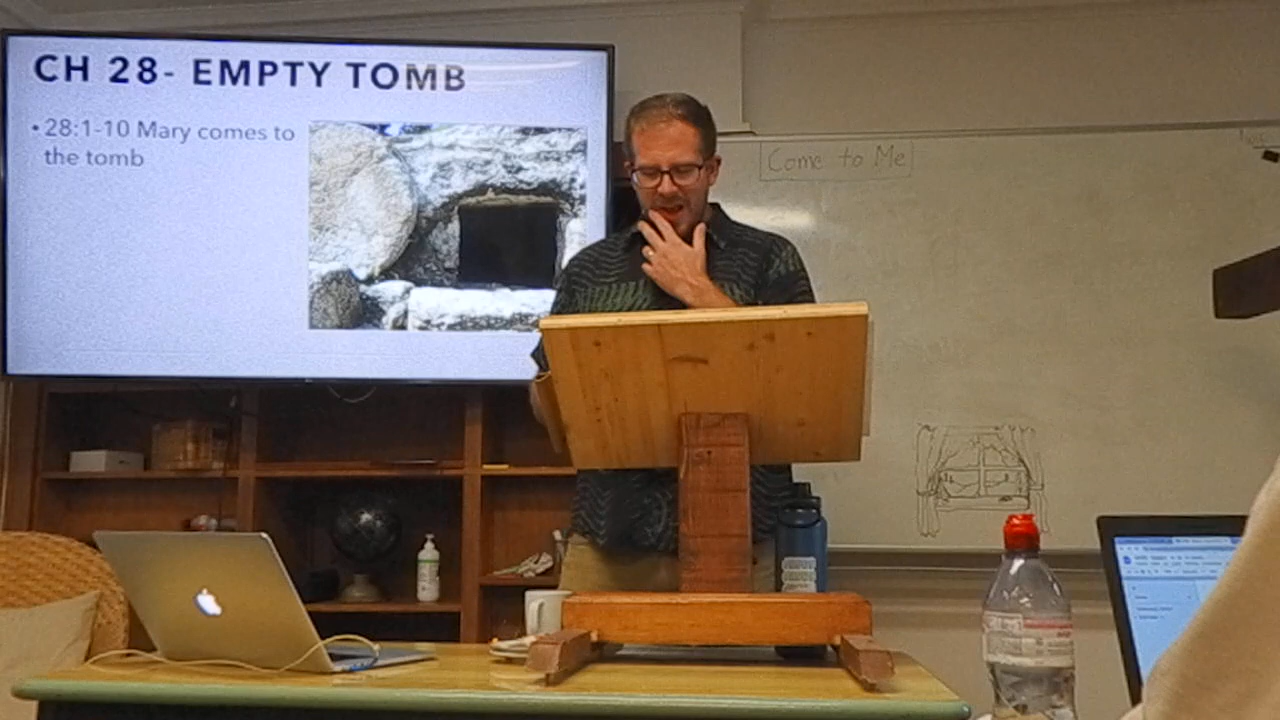 CH 28- EMPTY TOMB
• 28:1-10 Mary comes to
the tomb
Come to Me